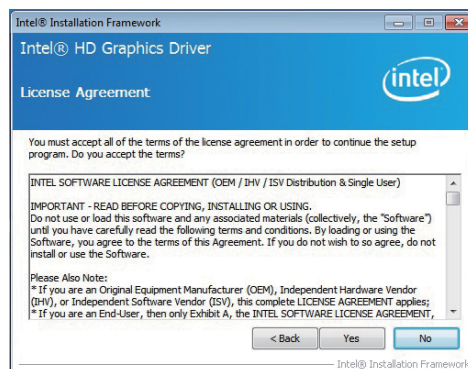 Intel® Installation Framework
Intel® HD Graphics Driver
intel
License Agreement
You must accept all of the terms of the license agreement in order to continue the setup
program. Do you accept the terms?
INTEL SOFTWARE LICENSE AGREEMENT (OEM / IHV / ISV Distribution & Single User)
IMPORTANT - READ BEFORE COPYING, INSTALLING OR USING.
Do not use or load this software and any associated materials (collectively, the "Software")
until you have carefully read the following terms and conditions. By loading or using the
Software, you agree to the terms of this Agreement. If you do not wish to so agree, do not
install or use the Software.
Please Also Note:
* If you are an Original Equipment Manufacturer (OEM), Independent Hardware Vendor
(IHV), or Independent Software Vendor (ISV), this complete LICENSE AGREEMENT applies;
* If you are an End-User, then only Exhibit A, the INTEL SOFTWARE LICENSE AGREEMENT,
< Back Yes No
Intel® Installation Framework